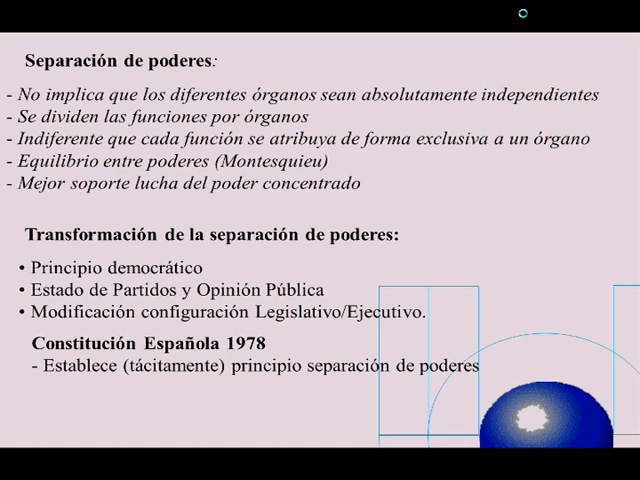 Separación de poderes:
- No implica que los diferentes órganos sean absolutamente independientes
- Se dividen las funciones por órganos
- Indiferente que cada función se atribuya de forma exclusiva a un órgano
- Equilibrio entre poderes (Montesquieu)
- Mejor soporte lucha del poder concentrado
Transformación de la separación de poderes:
• Principio democrático
• Estado de Partidos y Opinión Pública
• Modificación configuración Legislativo/Ejecutivo.
Constitución Española 1978
- Establece (tácitamente) principio separación de poderes